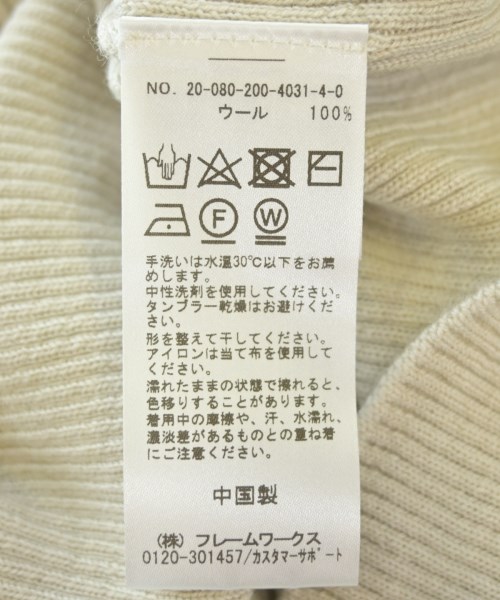 NO. 20-080-200-4031-4-0
ウール 100%
F W
手洗いは水温30℃以下をお薦
めします。
中性洗剤を使用してください。
タンブラー乾燥はお避けくださ
い。
形を整えて干してください。
アイロンは当て布を使用してく
ださい。
濡れたままの状態で擦れると、
色移りすることがあります。
着用中の摩擦や、汗、水濡れ、
濃淡差があるものとの重ね着
にご注意ください。
中国製
(株) フレームワークス
0120-301457/カスタマーサポート